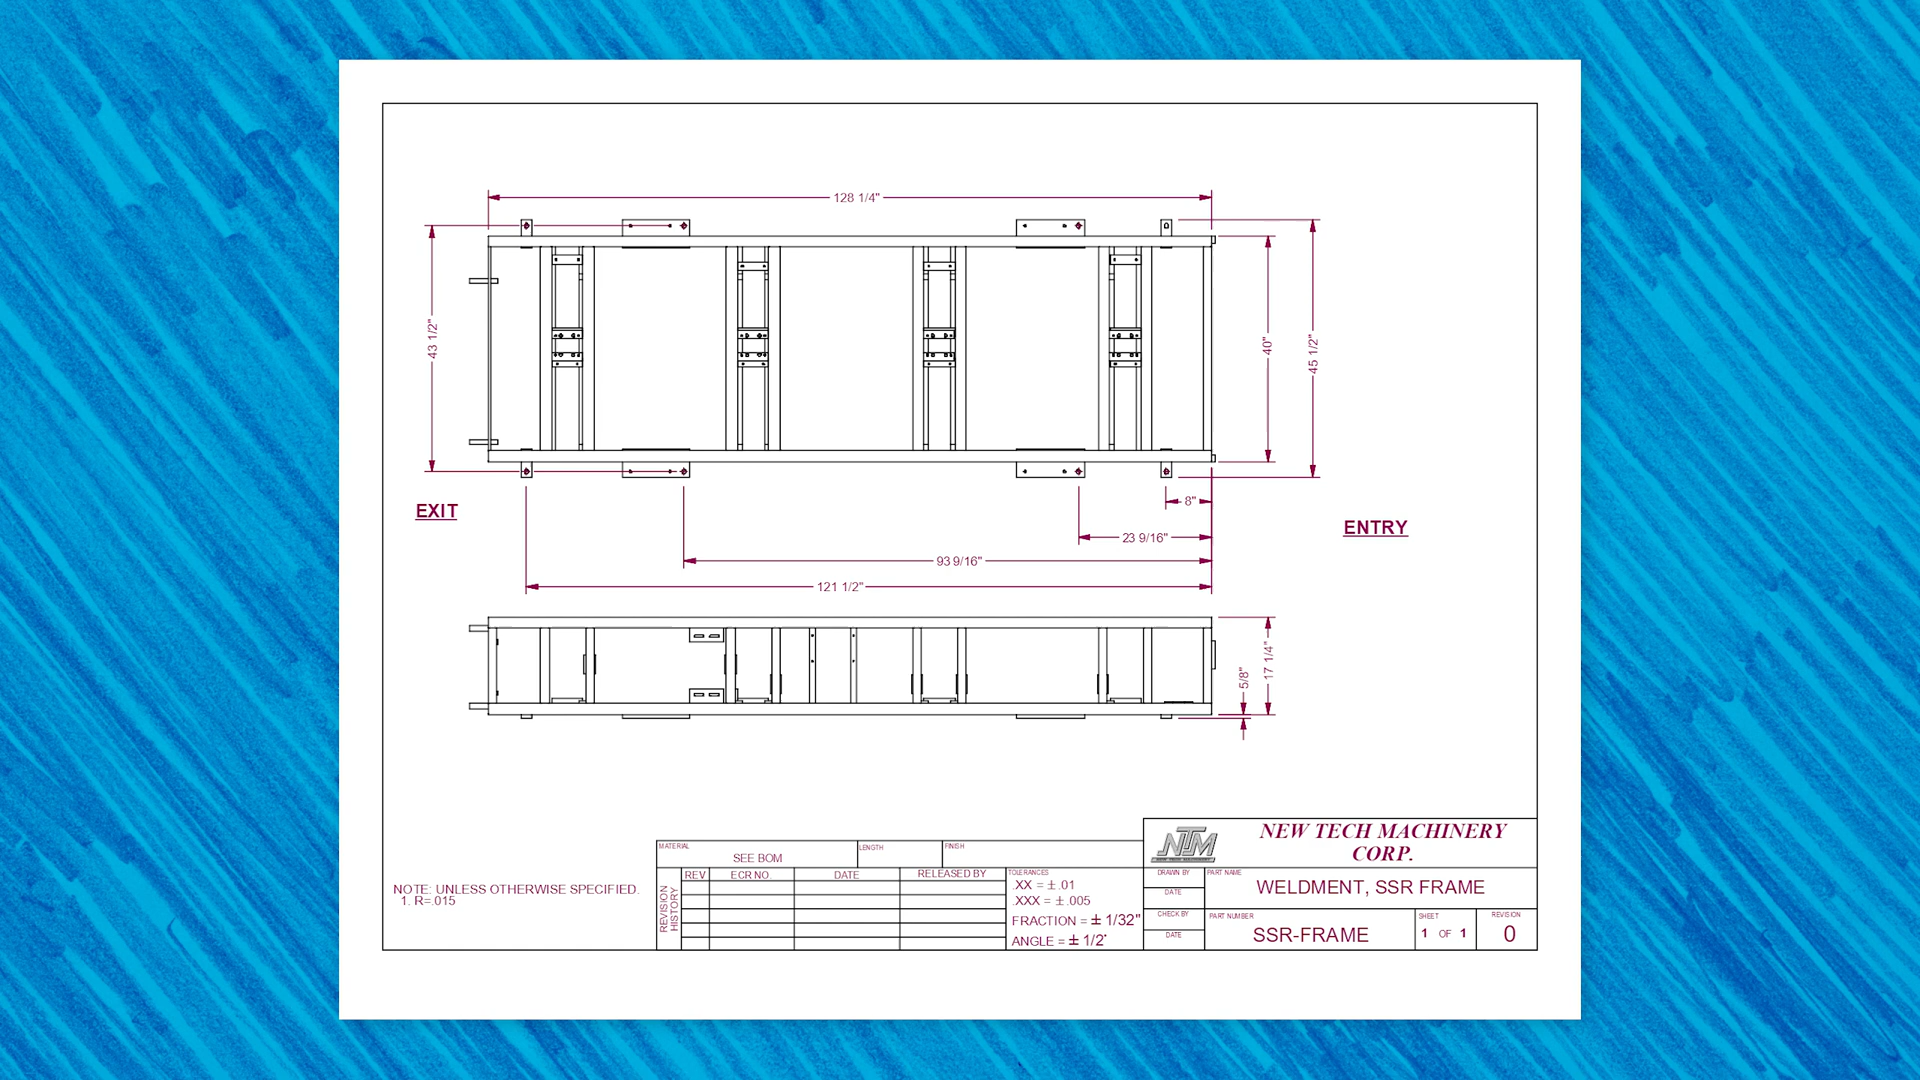 128 1/4"
43 1/2"
40"
45 1/2"
8"
EXIT
ENTRY
23 9/16"
93 9/16"
121 1/2"
5/8"
17 1/4"
NOTE: UNLESS OTHERWISE SPECIFIED.
1. R=.015
MATERIAL
SEE BOM
LENGTH
FINISH
REVISION
HISTORY
REV
ECR NO.
DATE
RELEASED BY
TOLERANCES
.XX = ±.01
.XXX = ±.005
FRACTION = ± 1/32"
ANGLE = ± 1/2°
NTM
NEW TECH MACHINERY
NEW TECH MACHINERY
CORP.
DRAWN BY
DATE
PART NAME
WELDMENT, SSR FRAME
CHECK BY
DATE
PART NUMBER
SSR-FRAME
SHEET
1 OF 1
REVISION
0